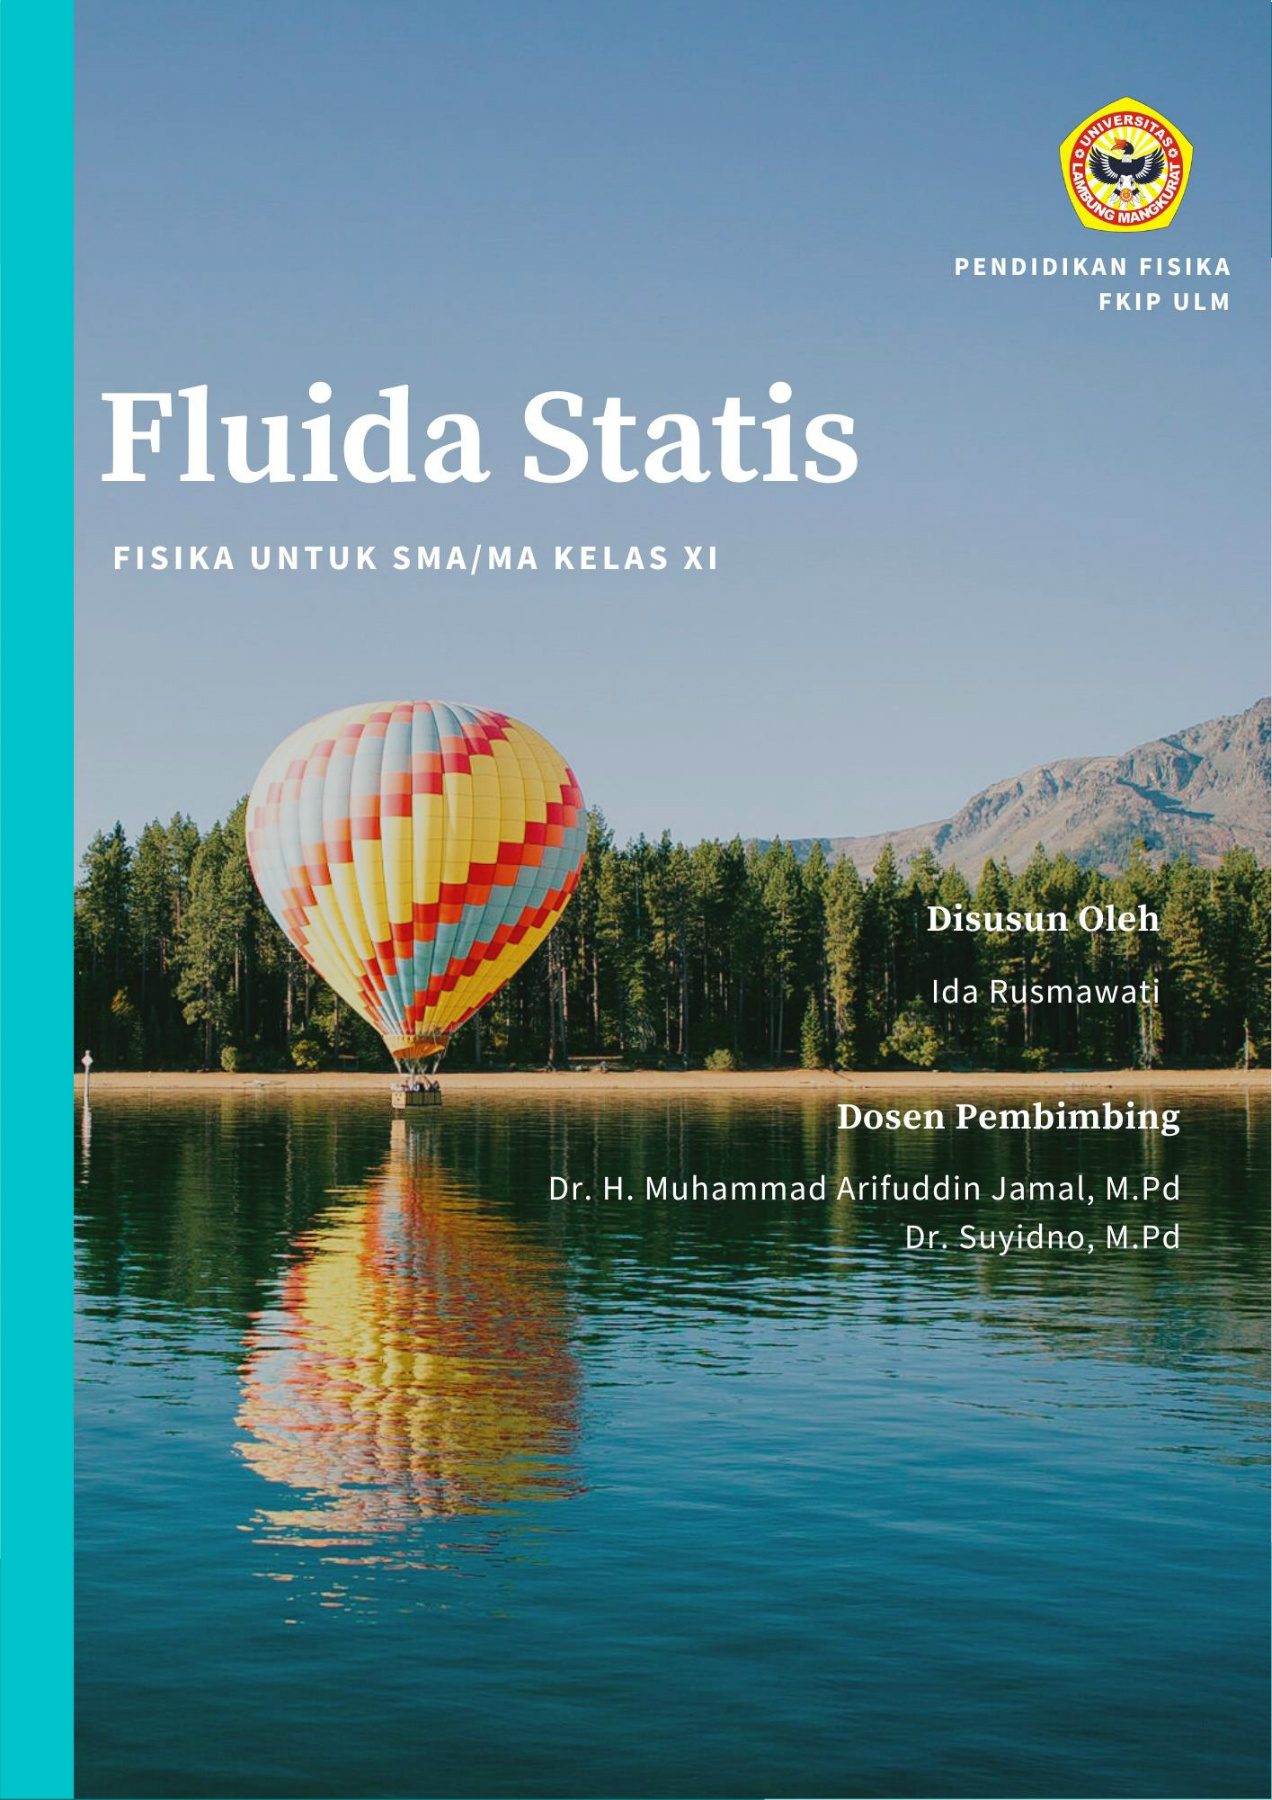 UNIVERSITAS
LAMBUNG MANGKURAT
PENDIDIKAN FISIKA
FKIP ULM
Fluida Statis
FISIKA UNTUK SMA/MA KELAS XI
Disusun Oleh
Ida Rusmawati
Dosen Pembimbing
Dr. H. Muhammad Arifuddin Jamal, M.Pd
Dr. Suyidno, M.Pd